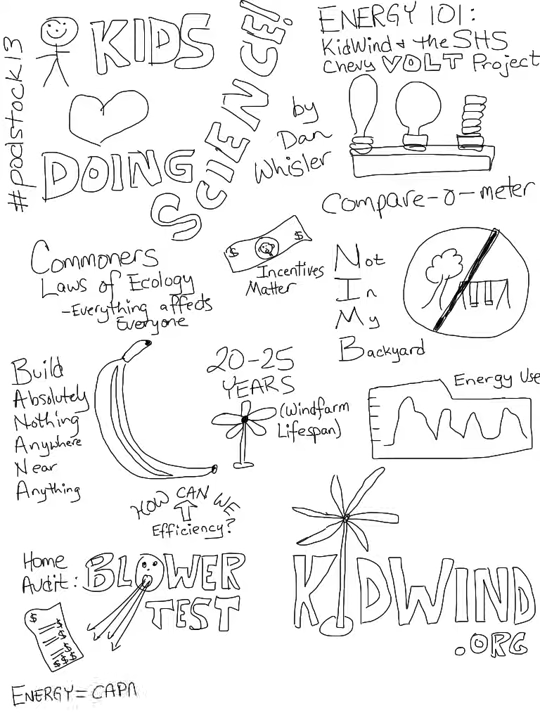 #podstock13
KIDS
DOING
SCIENCE!
by
Dan
Whisler
ENERGY 101:
KidWind & the SHS
Chevy VOLT Project
Compare-o-meter
Commoners
Laws of Ecology
-Everything affects
Everyone
$ $
Incentives
Matter
Not
In
My
Backyard
Build
Absolutely
Nothing
Anywhere
Near
Anything
20-25
YEARS
(Windfarm
Lifespan)
Energy Use
HOW CAN WE
Efficiency?
Home
Audit:
BLOWER
TEST
$
$
$
$
$$$
KIDWIND
.ORG
ENERGY = CAPA